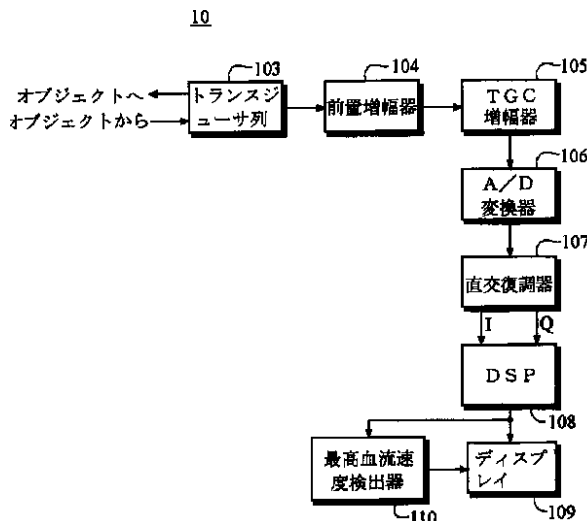 10
103
104
105
オブジェクトへ
オブジェクトから
トランスジ
ューサ列
前置増幅器
TGC
増幅器
106
A/D
変換器
107
直交復調器
I
Q
DSP
108
最高血流速
度検出器
ディスプ
レイ
110
109